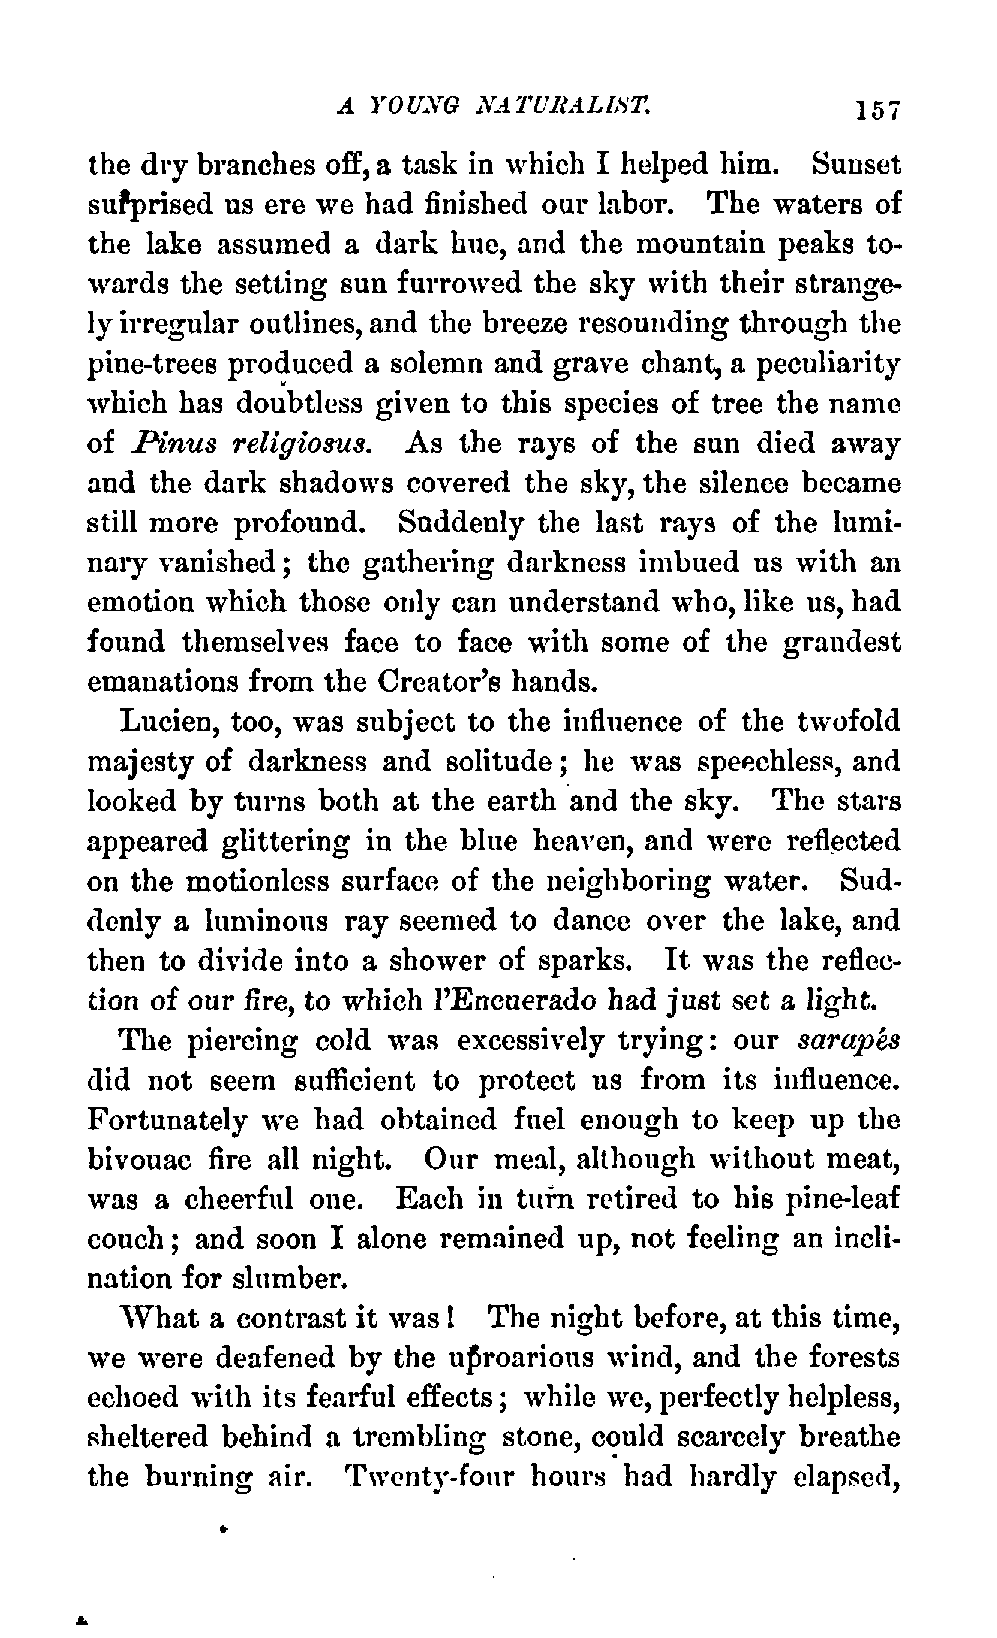 A YOUNG NATURALIST. 157
the dry branches off, a task in which I helped him. Sunset
surprised us ere we had finished our labor. The waters of
the lake assumed a dark hue, and the mountain peaks to-
wards the setting sun furrowed the sky with their strange-
ly irregular outlines, and the breeze resounding through the
pine-trees produced a solemn and grave chant, a peculiarity
which has doubtless given to this species of tree the name
of Pinus religiosus. As the rays of the sun died away
and the dark shadows covered the sky, the silence became
still more profound. Suddenly the last rays of the lumi-
nary vanished; the gathering darkness imbued us with an
emotion which those only can understand who, like us, had
found themselves face to face with some of the grandest
emanations from the Creator's hands.
Lucien, too, was subject to the influence of the twofold
majesty of darkness and solitude; he was speechless, and
looked by turns both at the earth and the sky. The stars
appeared glittering in the blue heaven, and were reflected
on the motionless surface of the neighboring water. Sud-
denly a luminous ray seemed to dance over the lake, and
then to divide into a shower of sparks. It was the reflec-
tion of our fire, to which l'Encuerado had just set a light.
The piercing cold was excessively trying: our sarapés
did not seem sufficient to protect us from its influence.
Fortunately we had obtained fuel enough to keep up the
bivouac fire all night. Our meal, although without meat,
was a cheerful one. Each in turn retired to his pine-leaf
couch; and soon I alone remained up, not feeling an incli-
nation for slumber.
What a contrast it was! The night before, at this time,
we were deafened by the uproarious wind, and the forests
echoed with its fearful effects; while we, perfectly helpless,
sheltered behind a trembling stone, could scarcely breathe
the burning air. Twenty-four hours had hardly elapsed,